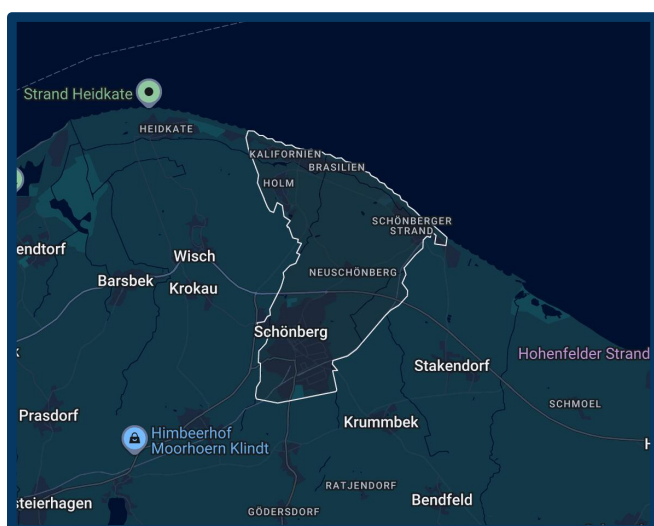 Strand Heidkate
HEIDKATE
KALIFORNIEN
BRASILIEN
HOLM
SCHÖNBERGER
STRAND
endtorf
Wisch
NEUSCHÖNBERG
Barsbek
Krokau
Schönberg
Hohenfelder Strand
Stakendorf
SCHMOEL
Prasdorf
Krummbek
Himbeerhof
Moorhoern Klindt
RATJENDORF
steierhagen
Bendfeld
GÖDERSDORF